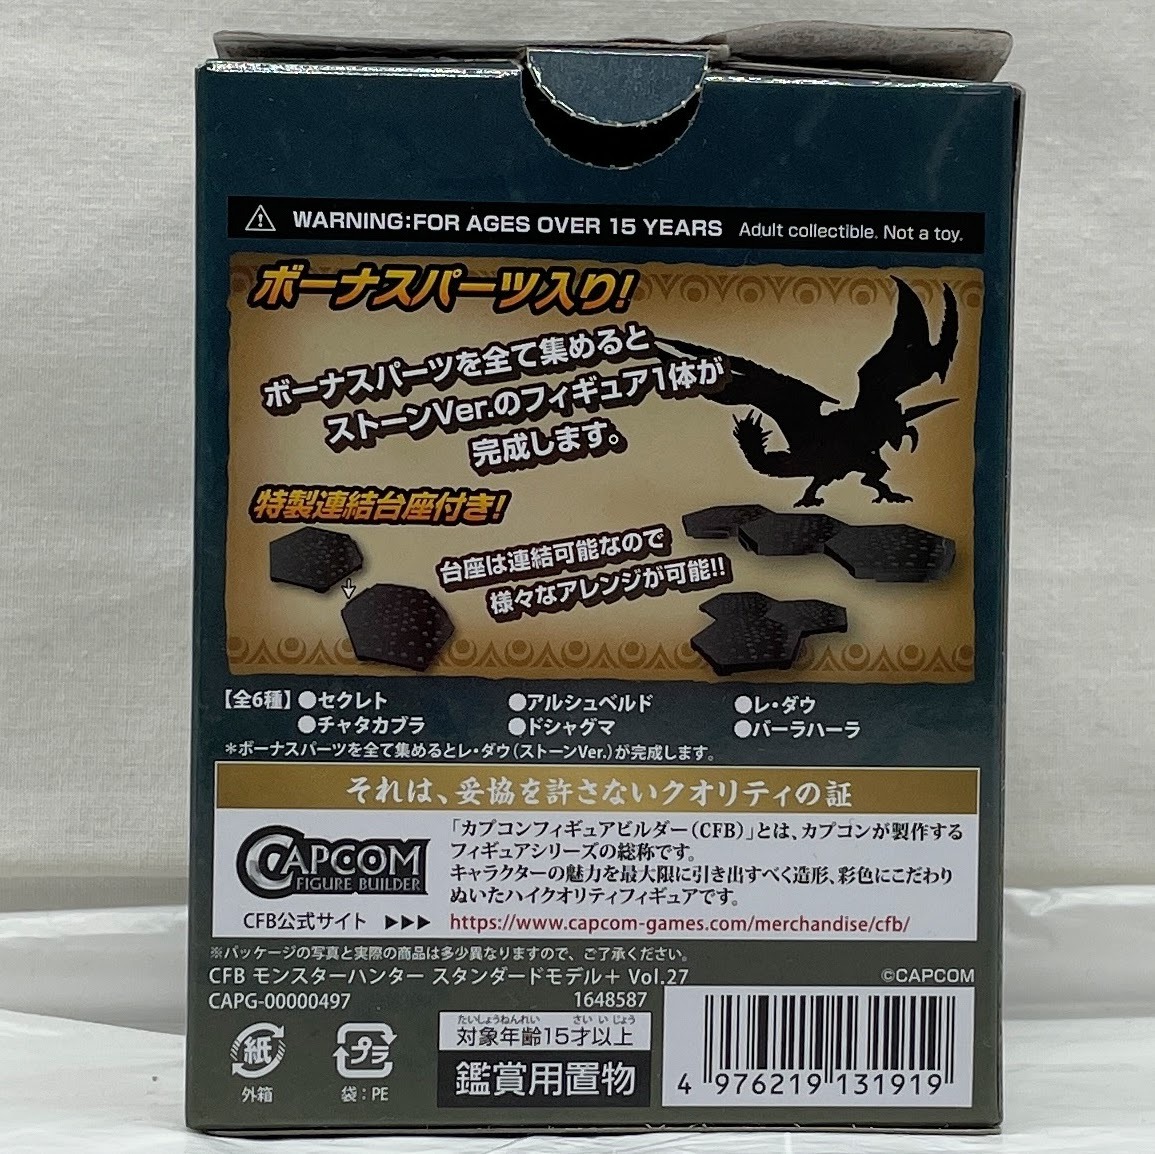 WARNING:FOR AGES OVER 15 YEARS Adult collectible. Not a toy.
ボーナスパーツ入り!
ボーナスパーツを全て集めると
ストーンVer.のフィギュア1体が
完成します。
特製連結台座付き!
台座は連結可能なので
様々なアレンジが可能!!
【全6種】●セクレト ●アルシュベルド ●レ・ダウ
●チャタカブラ ●ドシャグマ ●バーラハーラ
＊ボーナスパーツを全て集めるとレ・ダウ(ストーンVer.)が完成します。
それは、妥協を許さないクオリティの証
CAPCOM
FIGURE BUILDER
「カプコンフィギュアビルダー(CFB)」とは、カプコンが製作する
フィギュアシリーズの総称です。
キャラクターの魅力を最大限に引き出すべく造形、彩色にこだわり
ぬいたハイクオリティフィギュアです。
CFB公式サイト ▶▶▶ https://www.capcom-games.com/merchandise/cfb/
※パッケージの写真と実際の商品は多少異なりますので、ご了承ください。
CFB モンスターハンター スタンダードモデル＋ Vol.27 ©CAPCOM
CAPG-00000497 1648587
紙
外箱
プラ
袋：PE
たいしょうねんれい さい い じょう
対象年齢15才以上
鑑賞用置物
4 976219 131919